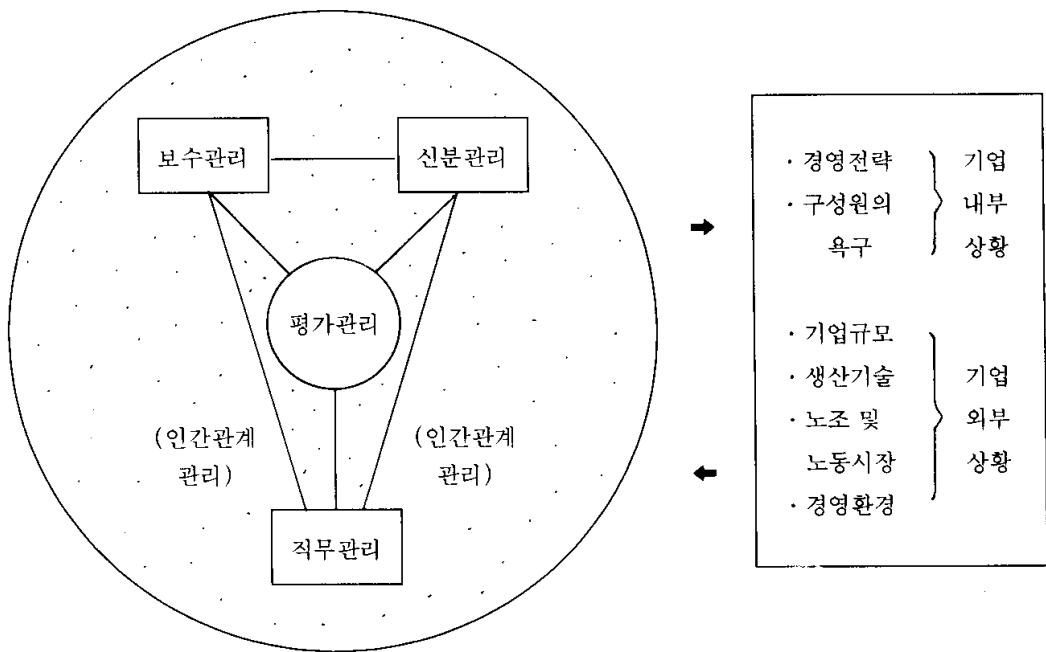 보수관리
신분관리
평가관리
(인간관계
관리)
(인간관계
관리)
직무관리
· 경영전략
· 구성원의
욕구
기업
내부
상황
· 기업규모
· 생산기술
· 노조 및
노동시장
· 경영환경
기업
외부
상황